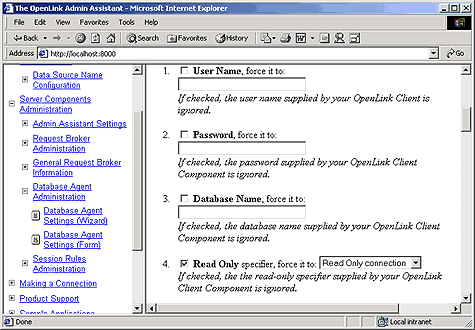 The OpenLink Admin Assistant - Microsoft Internet Explorer
File Edit View Favorites Tools Help
Back Search Favorites History
Address http://localhost:8000 Go
Data Source Name
Configuration
Server Components
Administration
Admin Assistant Settings
Request Broker
Administration
General Request Broker
Information
Database Agent
Administration
Database Agent
Settings (Wizard)
Database Agent
Settings (Form)
Session Rules
Administration
Making a Connection
Product Support
Sample Applications
1. User Name, force it to:
If checked, the user name supplied by your OpenLink Client is
ignored.
2. Password, force it to:
If checked, the password supplied by your OpenLink Client
Component is ignored.
3. Database Name, force it to:
If checked, the database name supplied by your OpenLink Client
Component is ignored.
4. Read Only specifier, force it to: Read Only connection
If checked, the the read-only specifier supplied by your OpenLink
Client Component is ignored.
Done Local intranet